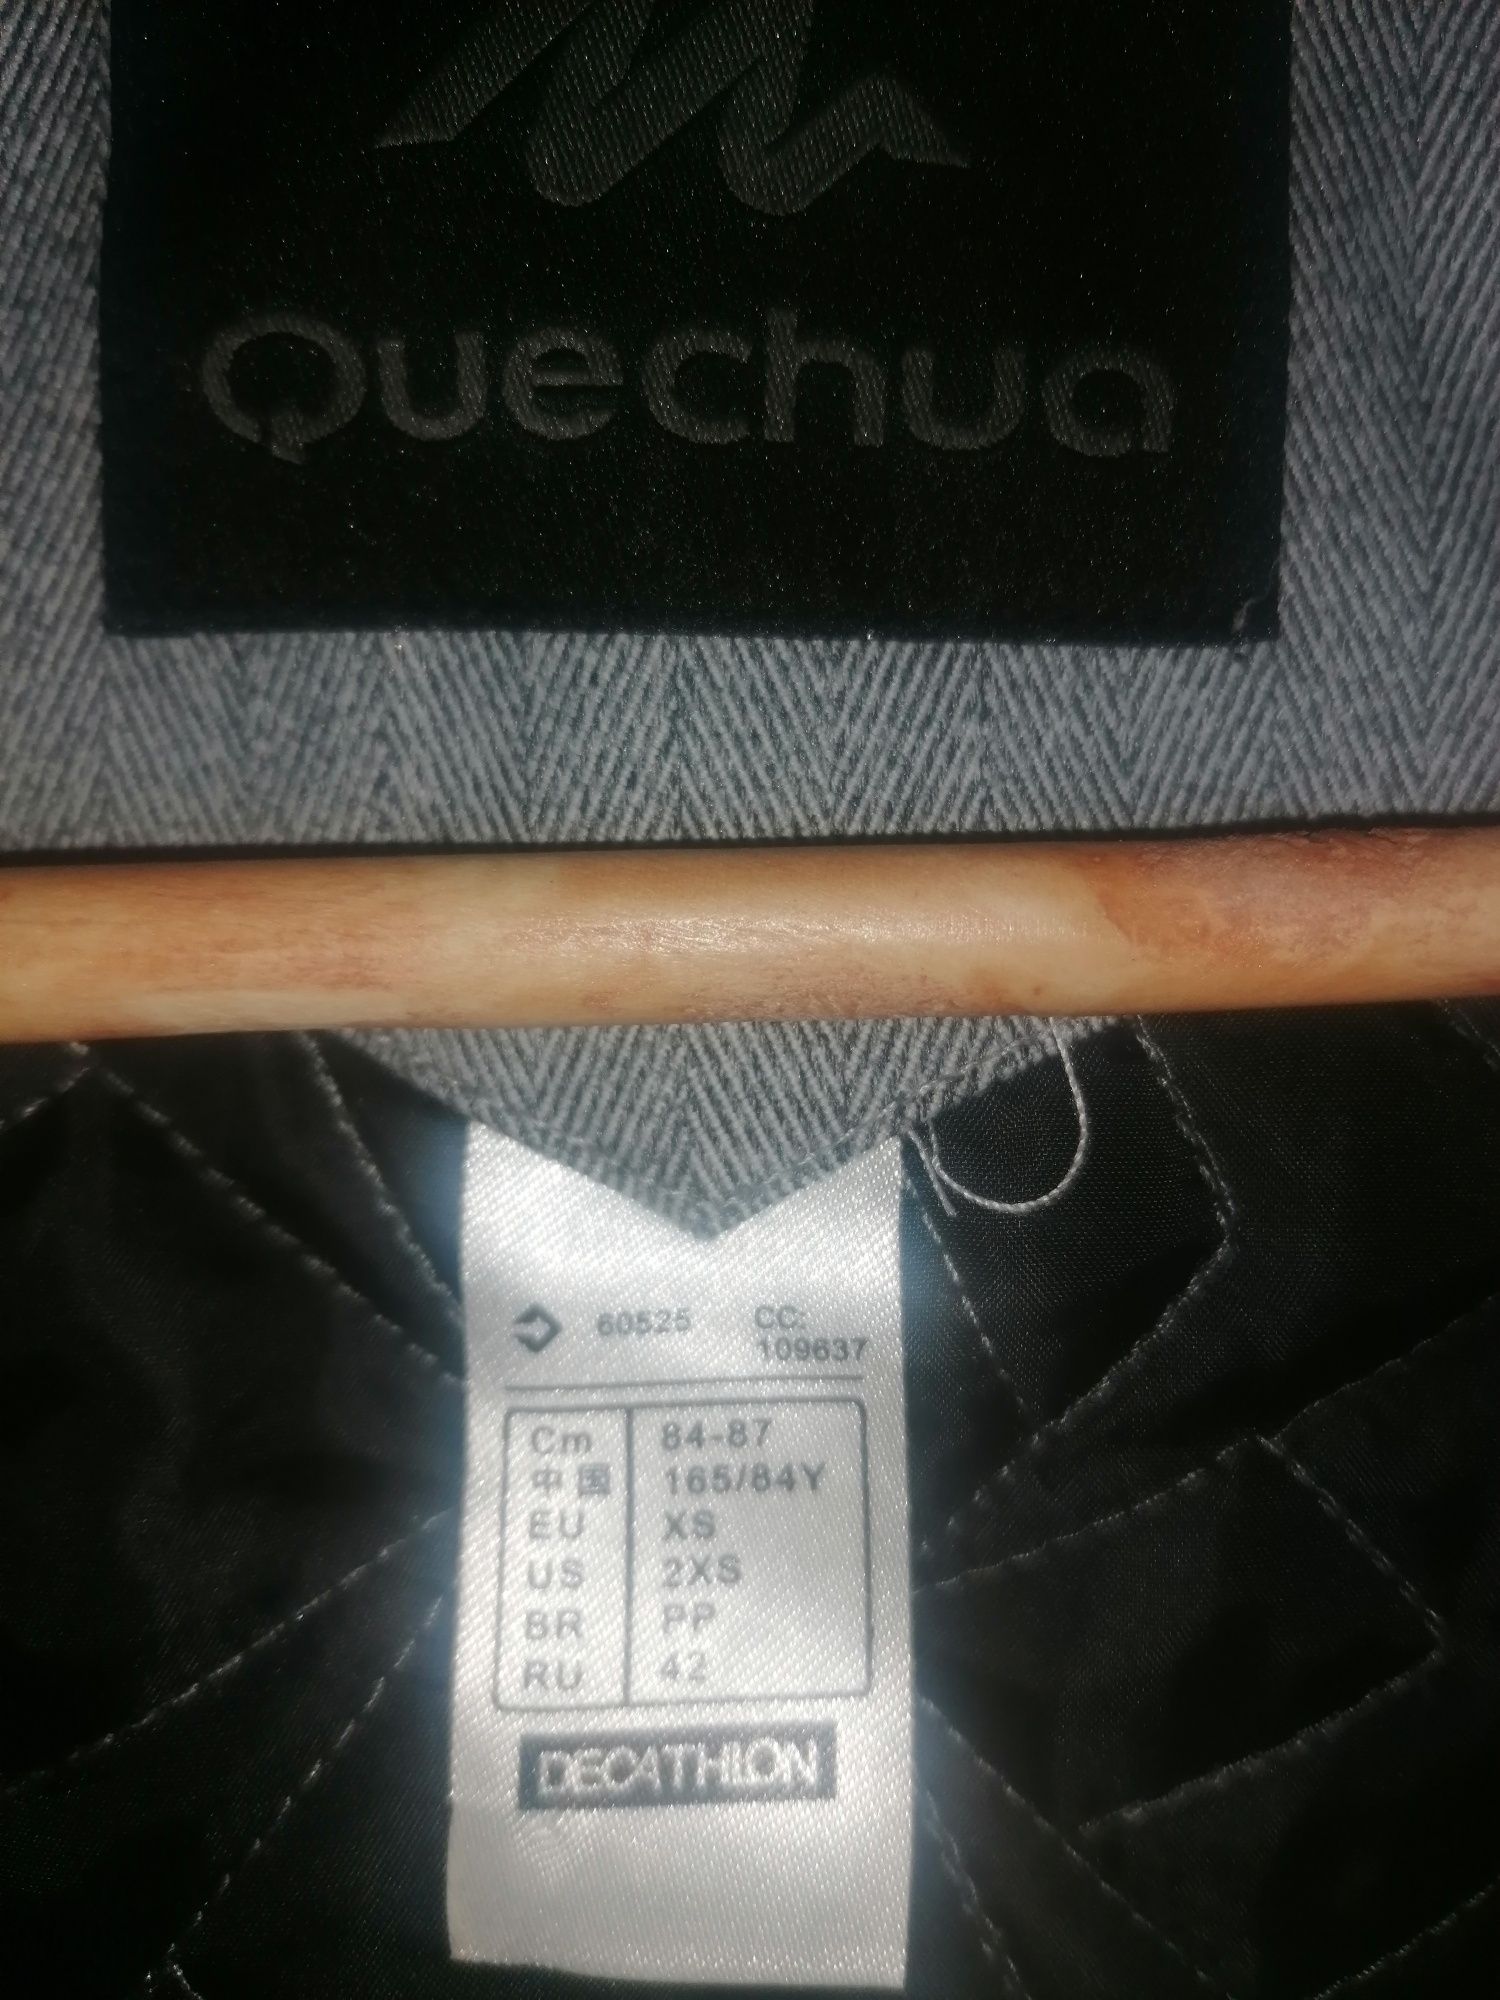 Quechua
60525 CC:
109637
Cm 84-87
中国 165/84Y
EU XS
US 2XS
BR PP
RU 42
DECATHLON